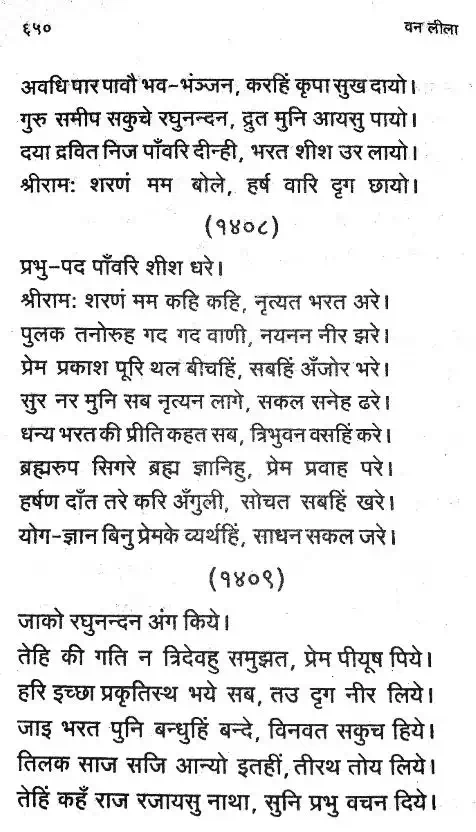 ६५० वन लीला
अवधि पार पावौ भव-भंञ्जन, करहिं कृपा सुख दायो।
गुरु समीप सकुचे रघुनन्दन, द्रुत मुनि आयसु पायो।
दया द्रवित निज पाँवरि दीन्ही, भरत शीश उर लायो।
श्रीरामः शरणं मम बोले, हर्ष वारि दृग छायो।
(१४०८)
प्रभु-पद पाँवरि शीश धरे।
श्रीरामः शरणं मम कहि कहि, नृत्यत भरत अरे।
पुलक तनोरुह गद गद वाणी, नयनन नीर झरे।
प्रेम प्रकाश पूरि थल बीचहिं, सबहिं अँजोर भरे।
सुर नर मुनि सब नृत्यन लागे, सकल सनेह ढरे।
धन्य भरत की प्रीति कहत सब, त्रिभुवन वसहिं करे।
ब्रह्मरुप सिगरे ब्रह्म ज्ञानिहु, प्रेम प्रवाह परे।
हर्षण दाँत तरे करि अँगुली, सोचत सबहिं खरे।
योग-ज्ञान बिनु प्रेमके व्यर्थहिं, साधन सकल जरे।
(१४०९)
जाको रघुनन्दन अंग किये।
तेहि की गति न त्रिदेवहु समुझत, प्रेम पीयूष पिये।
हरि इच्छा प्रकृतिस्थ भये सब, तउ दृग नीर लिये।
जाइ भरत पुनि बन्धुहिं बन्दे, विनवत सकुच हिये।
तिलक साज सजि आन्यो इतहीं, तीरथ तोय लिये।
तेहिं कहँ राज रजायसु नाथा, सुनि प्रभु वचन दिये।